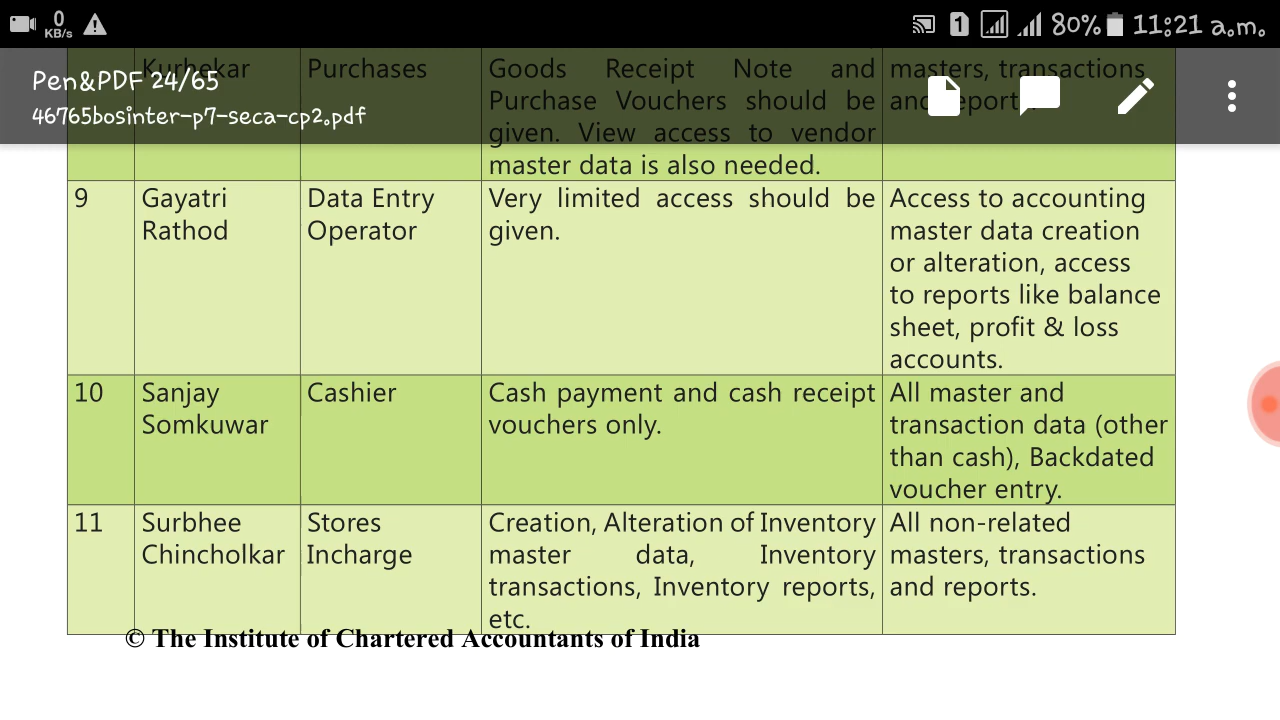 0
KB/s
1
80%
11:21 a.m.
Pen&PDF 24/65
46765bosinter-p7-seca-cp2.pdf
Kurhekar
Purchases
Goods Receipt Note and
Purchase Vouchers should be
given. View access to vendor
master data is also needed.
masters, transactions
and report
9
Gayatri
Rathod
Data Entry
Operator
Very limited access should be
given.
Access to accounting
master data creation
or alteration, access
to reports like balance
sheet, profit & loss
accounts.
10
Sanjay
Somkuwar
Cashier
Cash payment and cash receipt
vouchers only.
All master and
transaction data (other
than cash), Backdated
voucher entry.
11
Surbhee
Chincholkar
Stores
Incharge
Creation, Alteration of Inventory
master data, Inventory
transactions, Inventory reports,
etc.
All non-related
masters, transactions
and reports.
© The Institute of Chartered Accountants of India